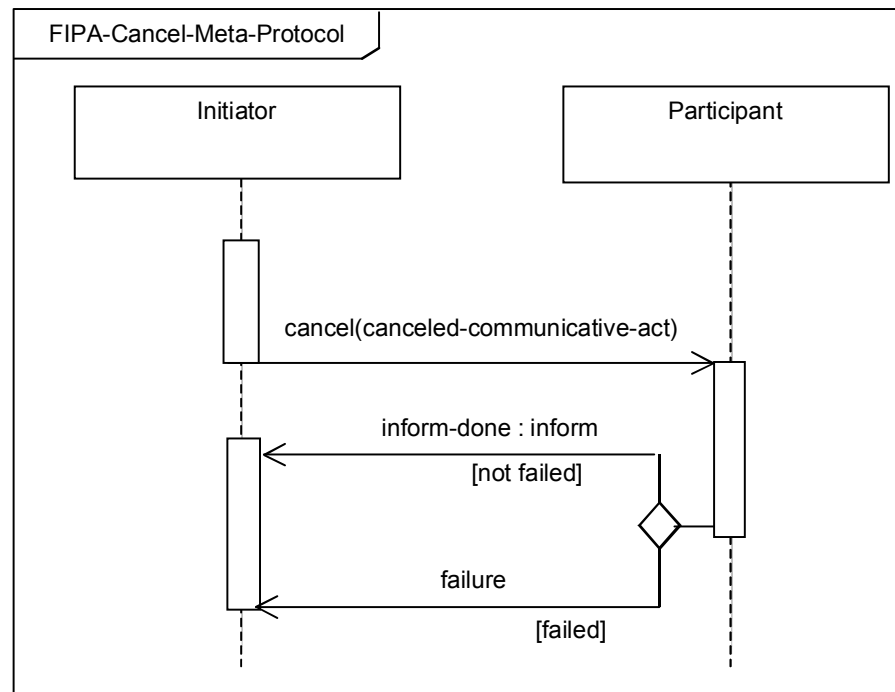 FIPA-Cancel-Meta-Protocol
Initiator
Participant
cancel(canceled-communicative-act)
inform-done : inform
[not failed]
failure
[failed]